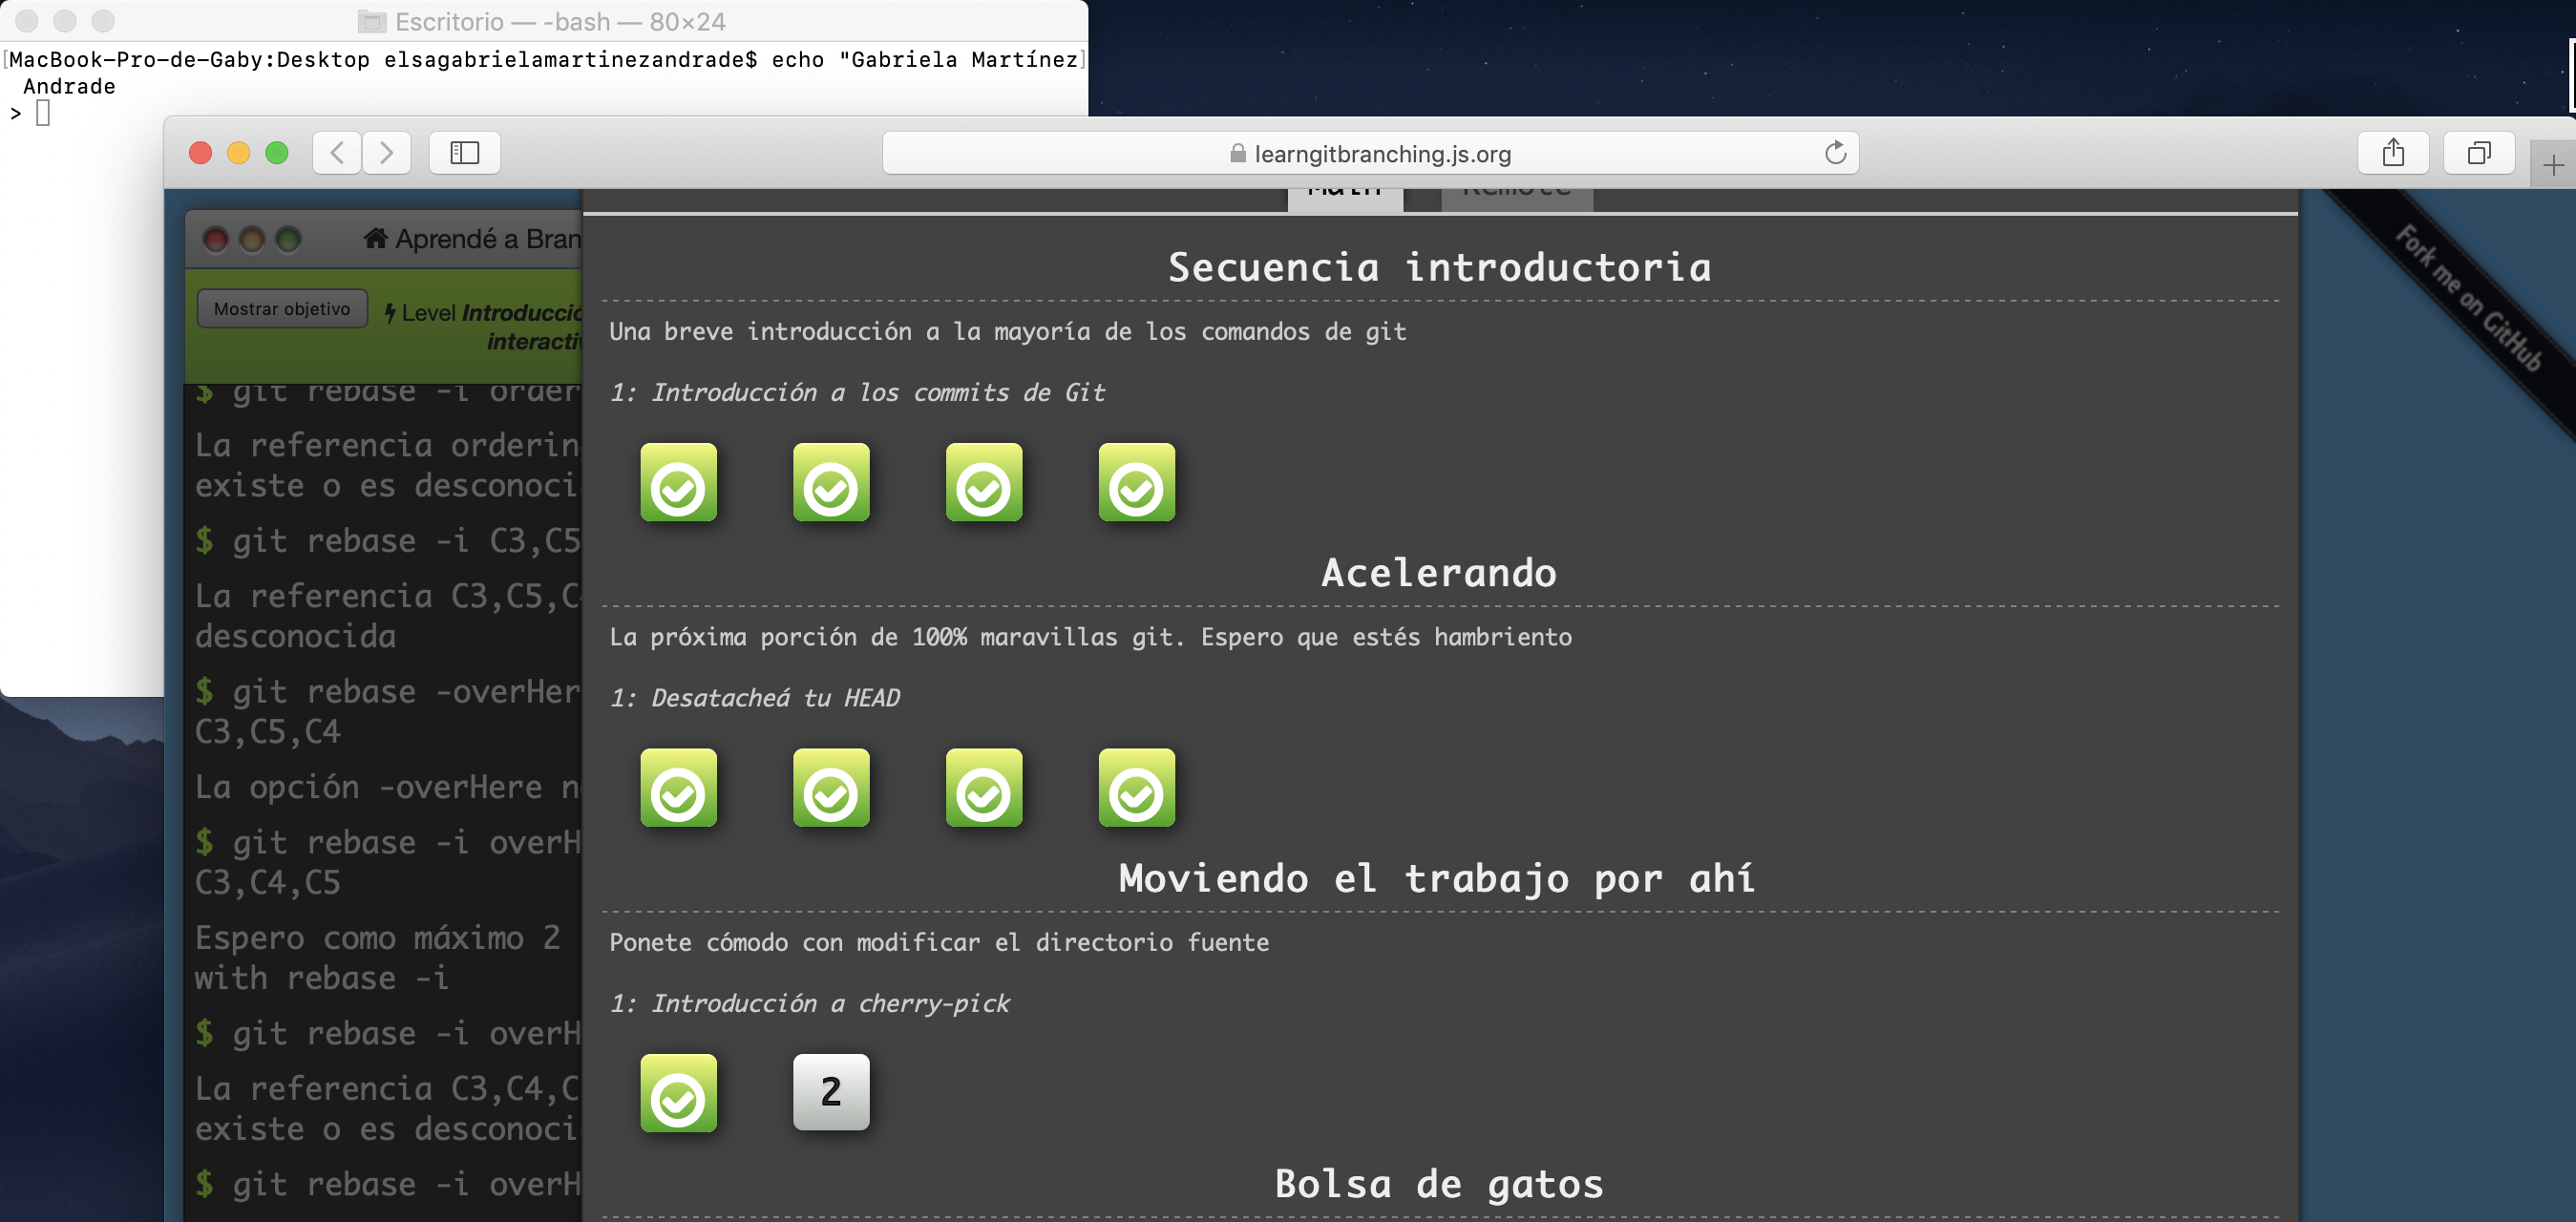 Escritorio — -bash — 80×24
[MacBook-Pro-de-Gaby:Desktop elsagabrielamartinezandrade$ echo "Gabriela Martínez]
Andrade
>
learngitbranching.js.org
Main Remote
Fork me on GitHub
Aprendé a Bran
Mostrar objetivo
Level Introducció
interactiv
$ git rebase -i order
La referencia ordering
existe o es desconoci
$ git rebase -i C3,C5
La referencia C3,C5,C4
desconocida
$ git rebase -overHer
C3,C5,C4
La opción -overHere n
$ git rebase -i overH
C3,C4,C5
Espero como máximo 2
with rebase -i
$ git rebase -i overH
La referencia C3,C4,C
existe o es desconoci
$ git rebase -i overH
Secuencia introductoria
Una breve introducción a la mayoría de los comandos de git
1: Introducción a los commits de Git
Acelerando
La próxima porción de 100% maravillas git. Espero que estés hambriento
1: Desatacheá tu HEAD
Moviendo el trabajo por ahí
Ponete cómodo con modificar el directorio fuente
1: Introducción a cherry-pick
2
Bolsa de gatos